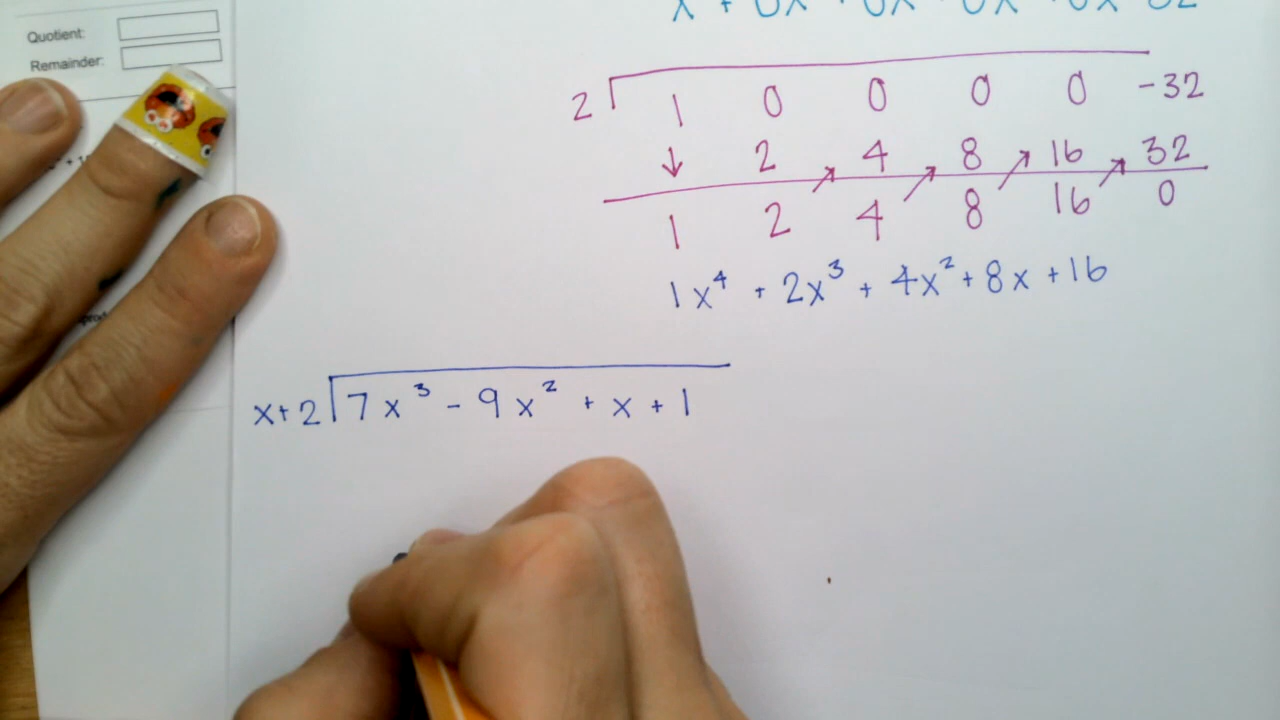 Quotient:
Remainder:
2 1 0 0 0 0 -32
↓ 2 4 8 16 32
1 2 4 8 16 0
1x⁴ + 2x³ + 4x² + 8x + 16
x+2 7x³ - 9x² + x + 1